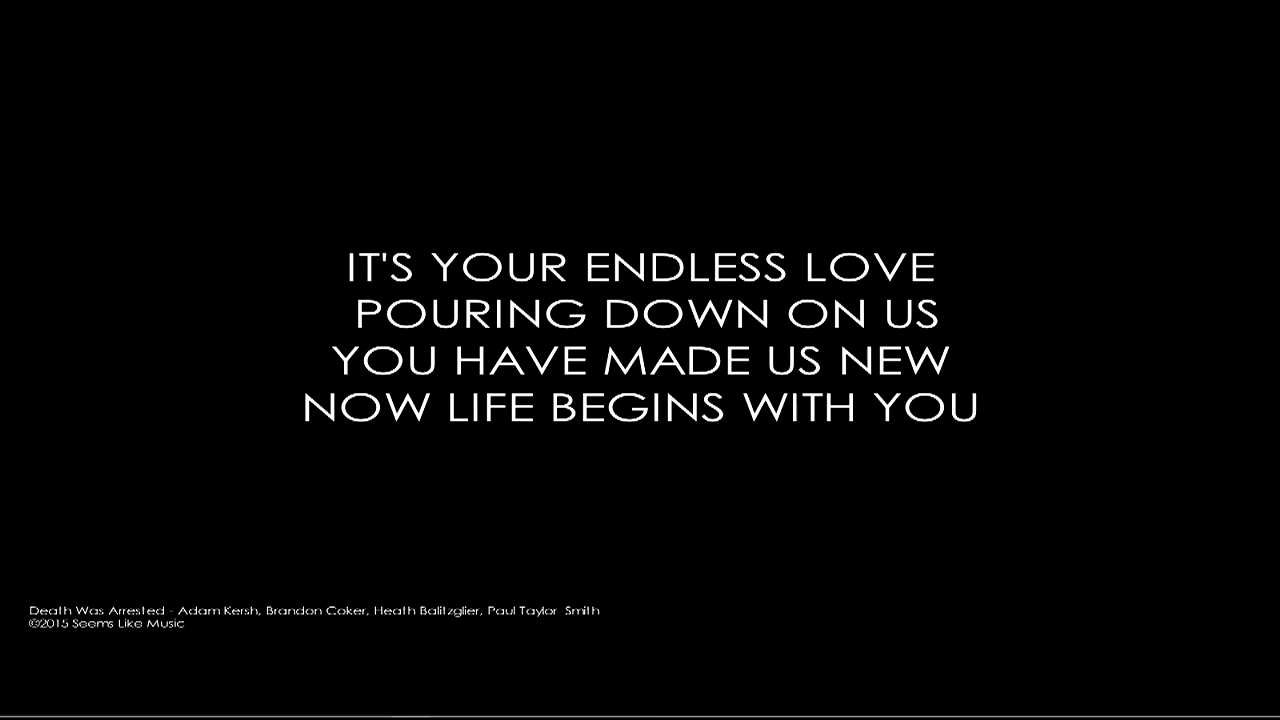 IT'S YOUR ENDLESS LOVE
POURING DOWN ON US
YOU HAVE MADE US NEW
NOW LIFE BEGINS WITH YOU
Death Was Arrested - Adam Kersh, Brandon Coker, Heath Balitzglier, Paul Taylor Smith
©2015 Seems Like Music